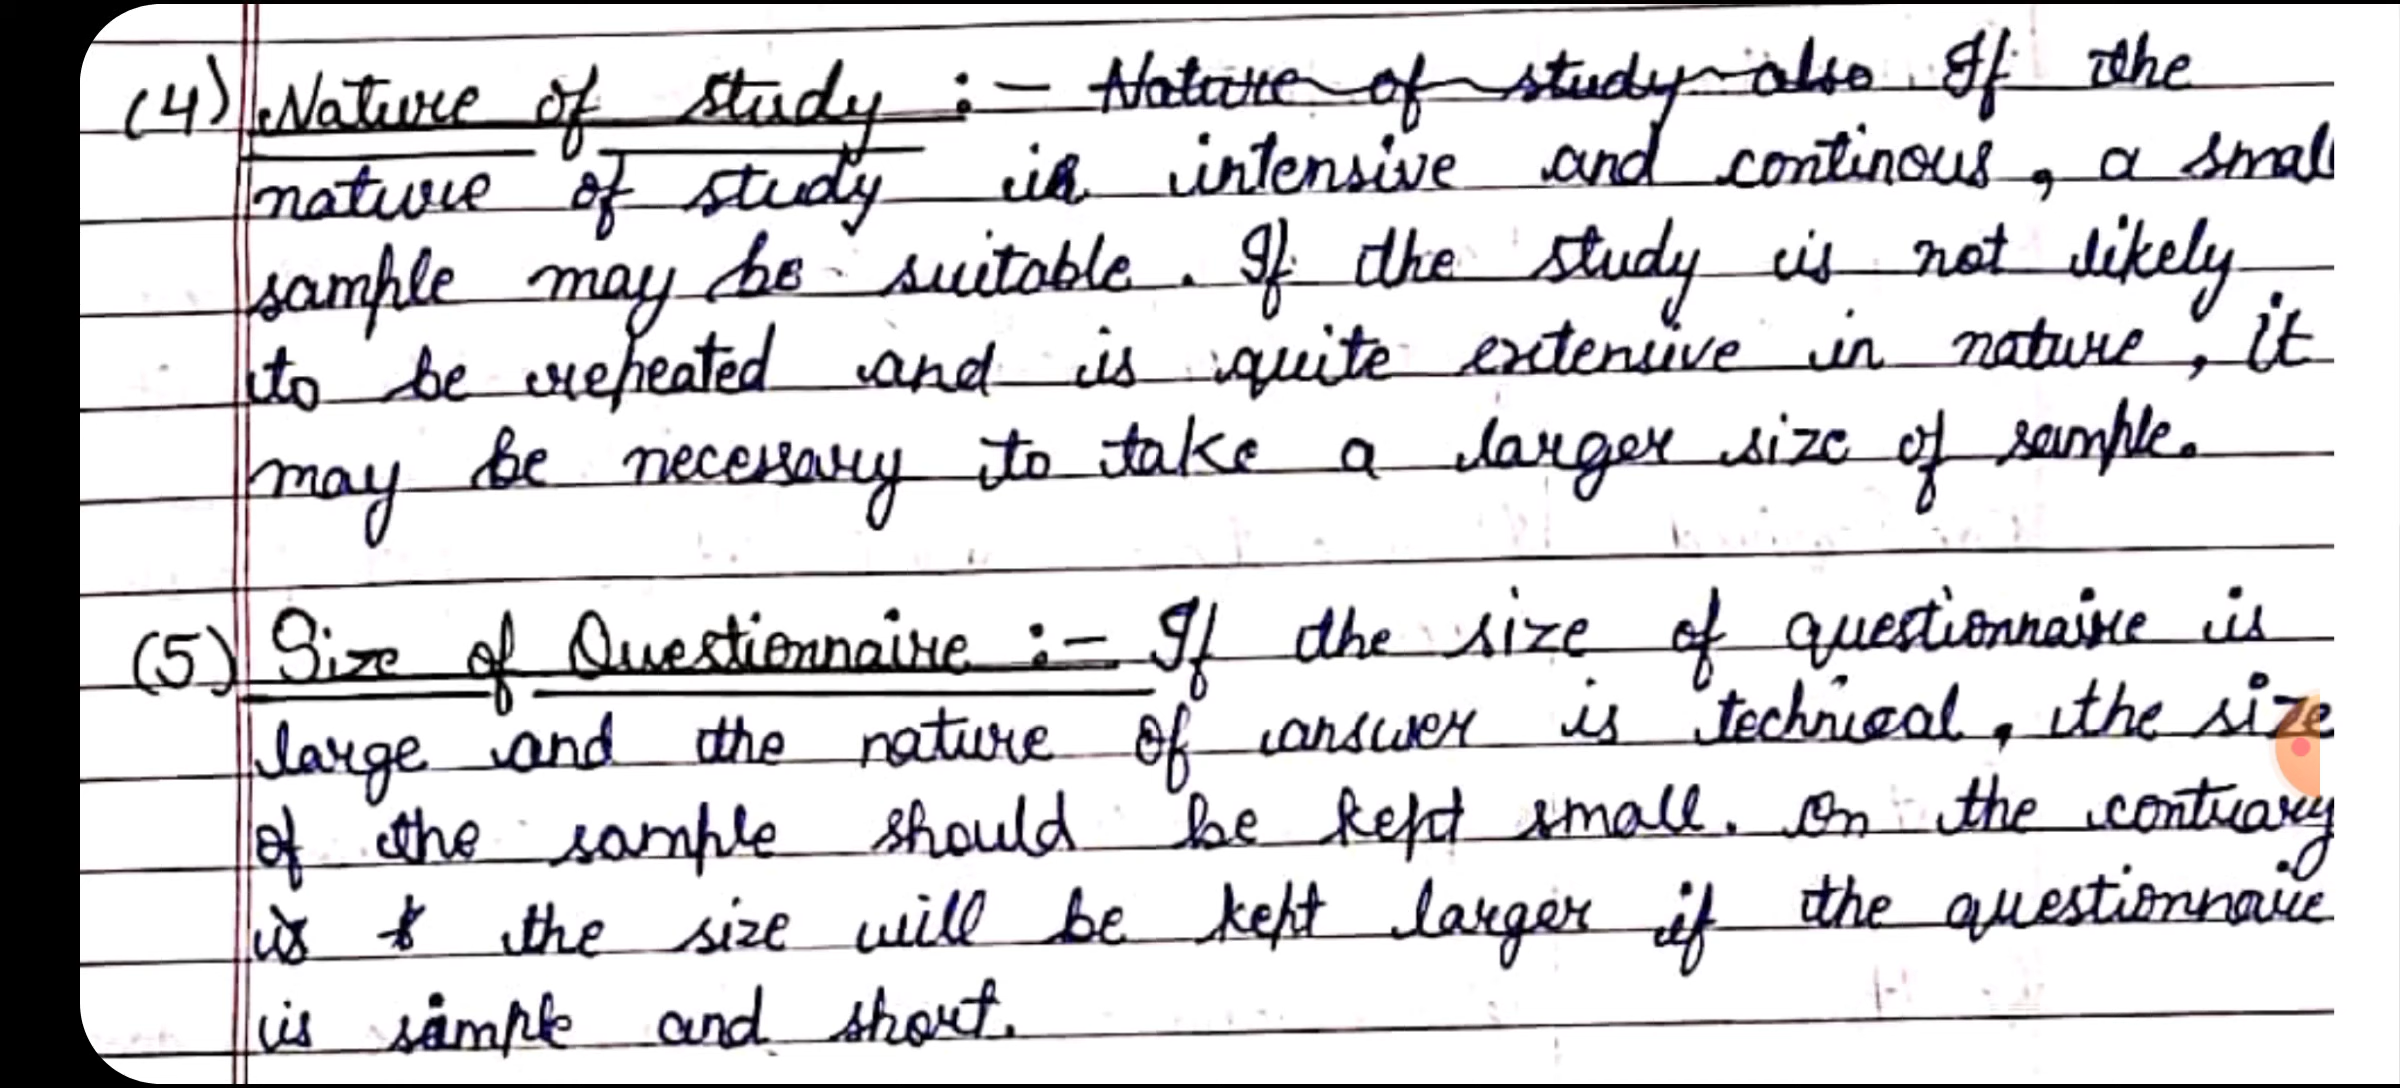 (4) Nature of study :- Nature of study also If the
nature of study is intensive and continous, a small
sample may be suitable. If the study is not likely
to be repeated and is quite extensive in nature, it
may be necessary to take a larger size of sample.
(5) Size of Questionnaire :- If the size of questionnaire is
large and the nature of answer is technical, the size
of the sample should be kept small. On the contrary
is the size will be kept larger if the questionnaire
is simple and short.